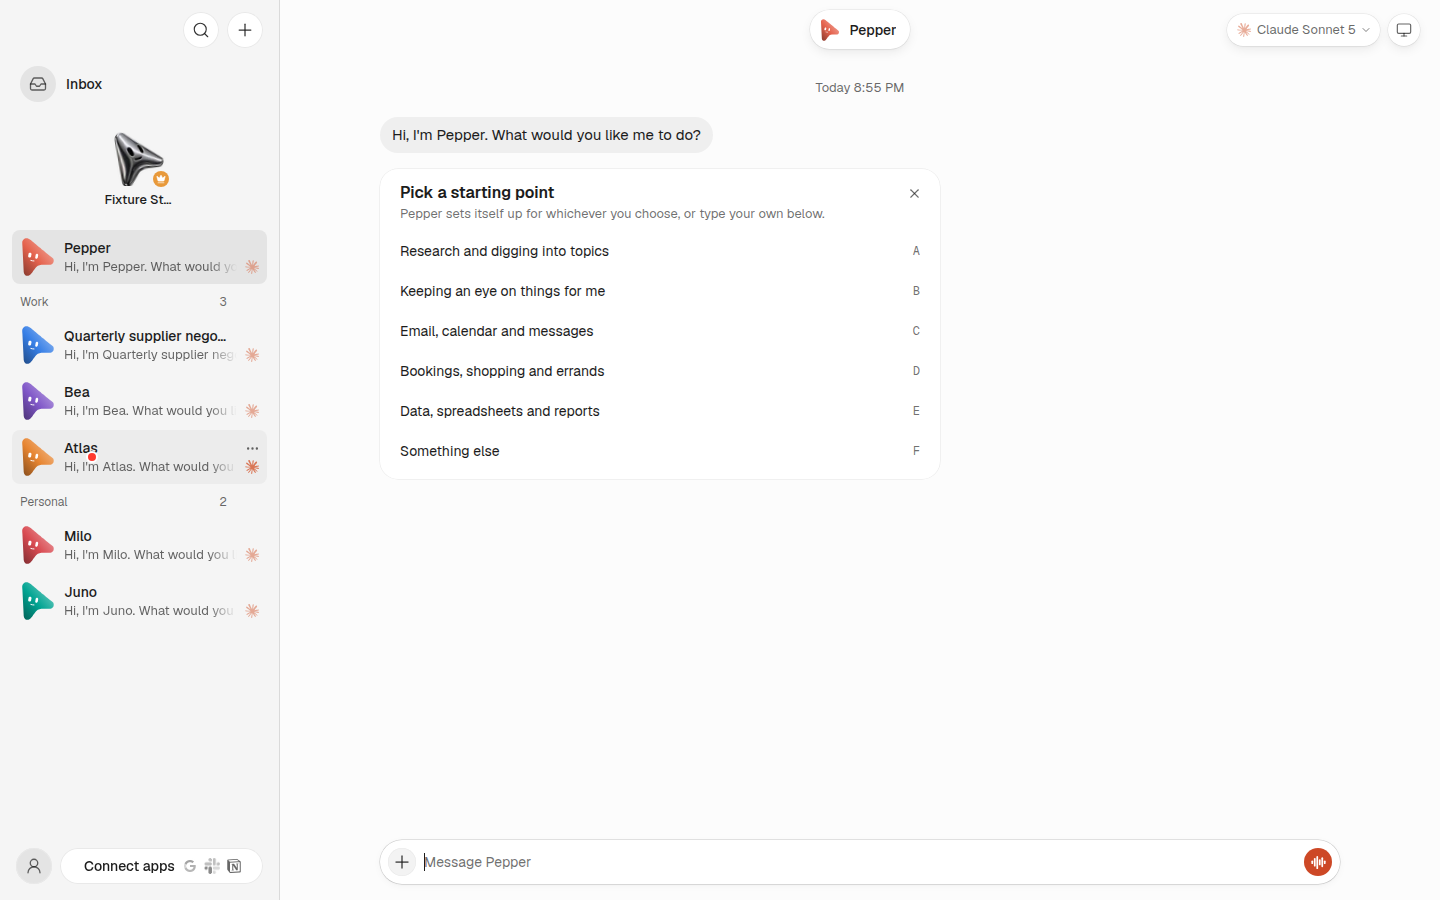 Inbox
Fixture St...
Pepper
Hi, I'm Pepper. What would yo
Work 3
Quarterly supplier nego...
Hi, I'm Quarterly supplier neg
Bea
Hi, I'm Bea. What would you
Atlas
Hi, I'm Atlas. What would you
Personal 2
Milo
Hi, I'm Milo. What would you
Juno
Hi, I'm Juno. What would you
Connect apps
Pepper
Claude Sonnet 5
Today 8:55 PM
Hi, I'm Pepper. What would you like me to do?
Pick a starting point
Pepper sets itself up for whichever you choose, or type your own below.
Research and digging into topics A
Keeping an eye on things for me B
Email, calendar and messages C
Bookings, shopping and errands D
Data, spreadsheets and reports E
Something else F
Message Pepper